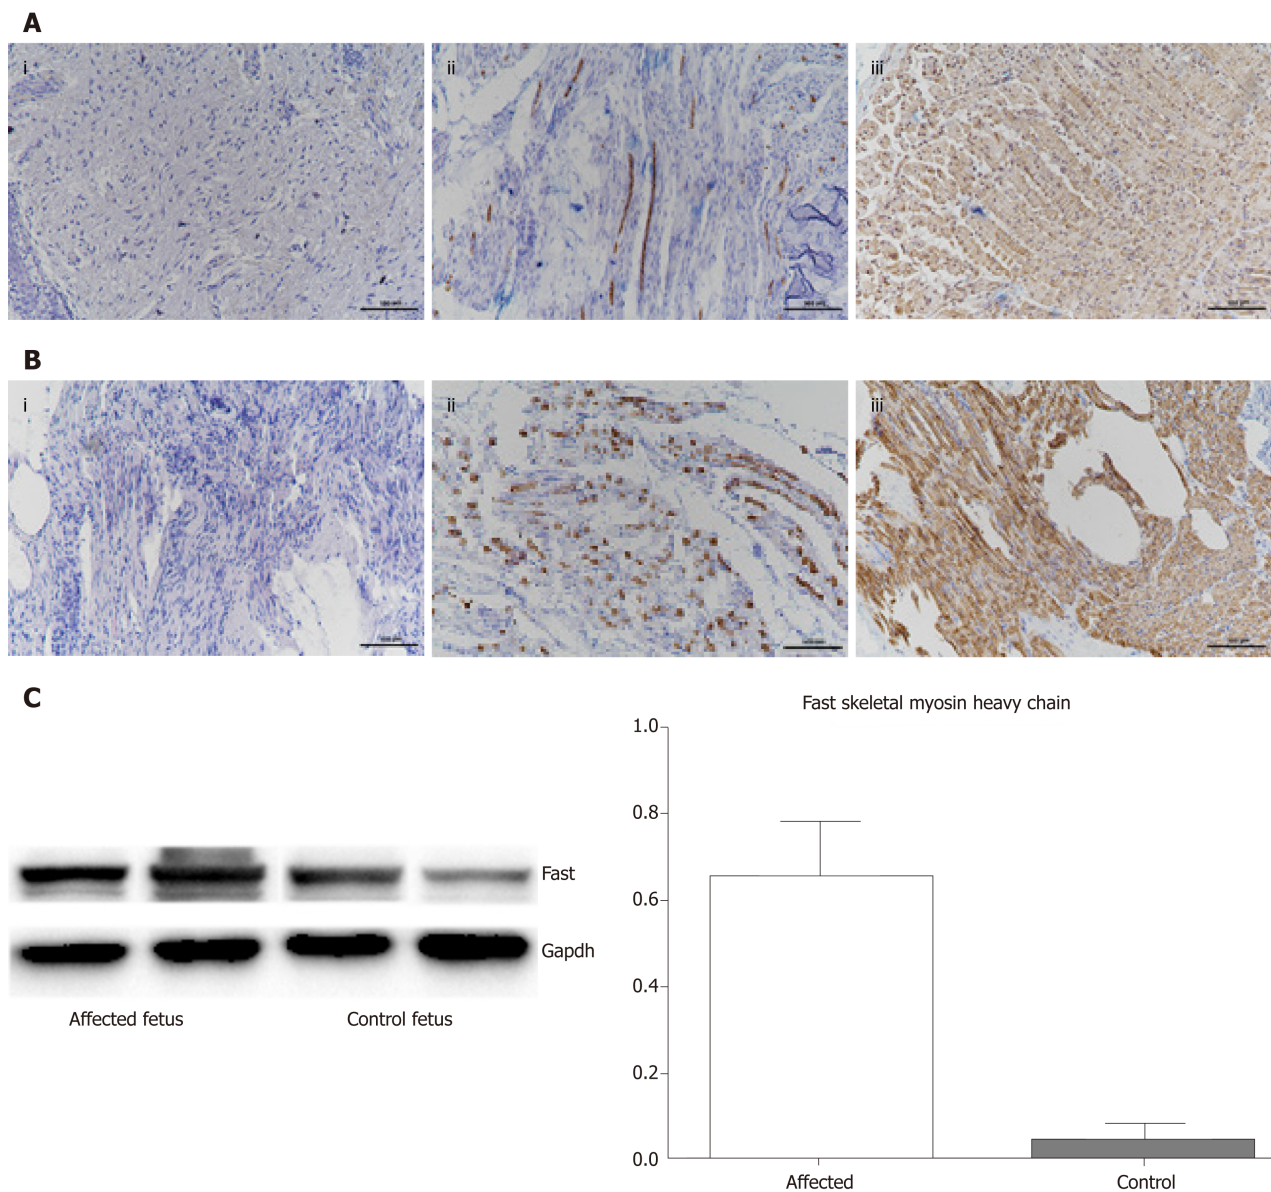 A
i
ii
iii
B
i
ii
iii
C
Fast
Gapdh
Affected fetus
Control fetus
Fast skeletal myosin heavy chain
1.0
0.8
0.6
0.4
0.2
0.0
Affected
Control